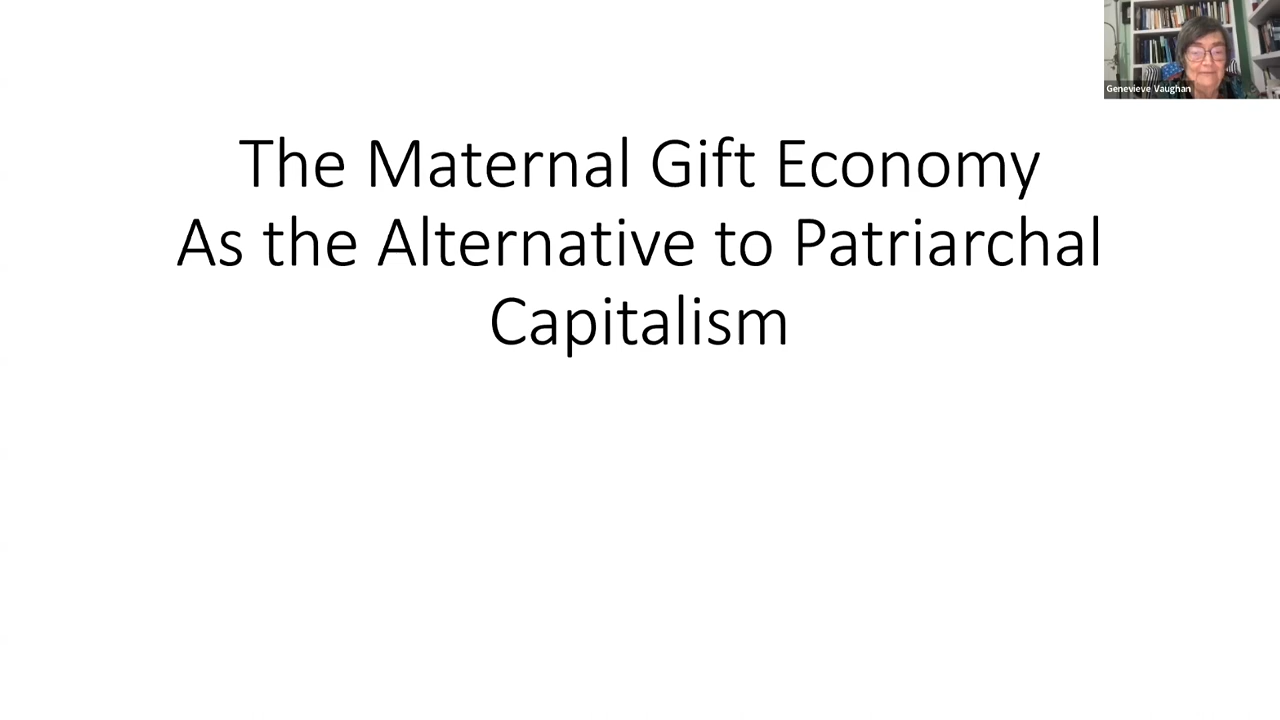 Genevieve Vaughan
The Maternal Gift Economy
As the Alternative to Patriarchal
Capitalism